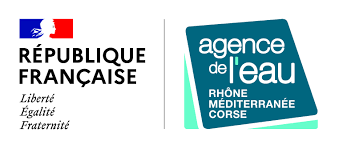 RÉPUBLIQUE
FRANÇAISE
Liberté
Égalité
Fraternité
agence
de l'eau
RHÔNE
MÉDITERRANÉE
CORSE